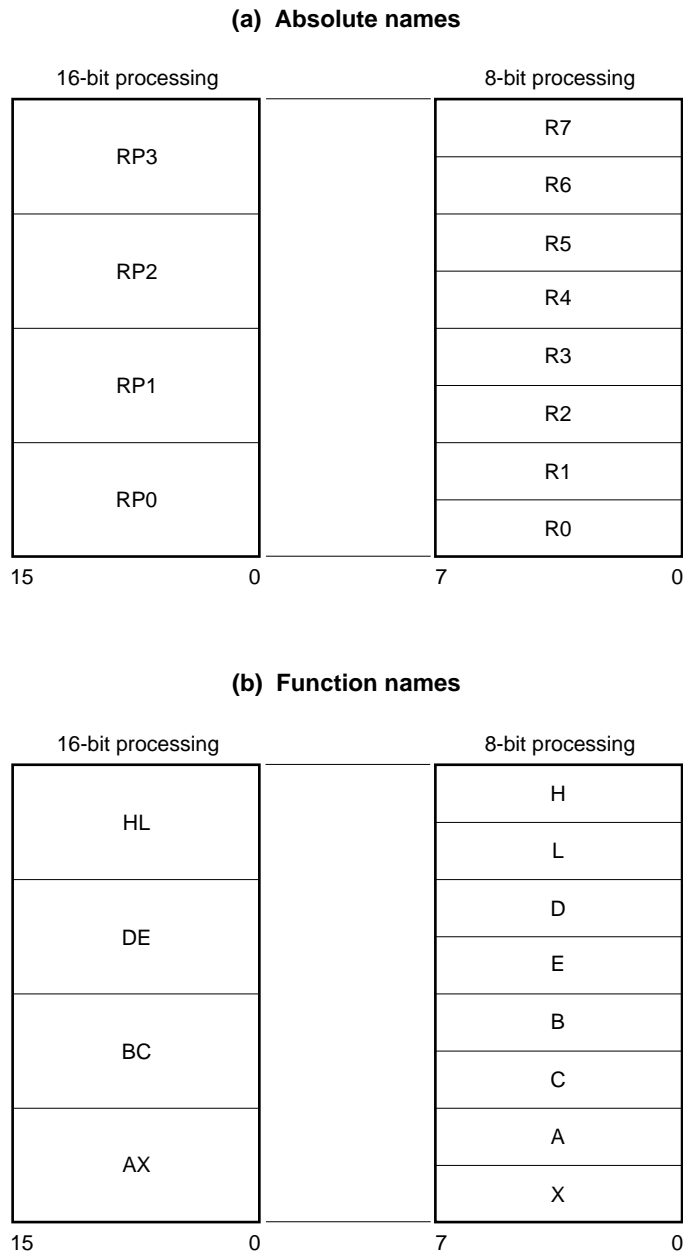 (a) Absolute names
16-bit processing 8-bit processing
R7
RP3
R6
R5
RP2
R4
R3
RP1
R2
R1
RP0
R0
15 0 7 0
(b) Function names
16-bit processing 8-bit processing
H
HL
L
D
DE
E
B
BC
C
A
AX
X
15 0 7 0